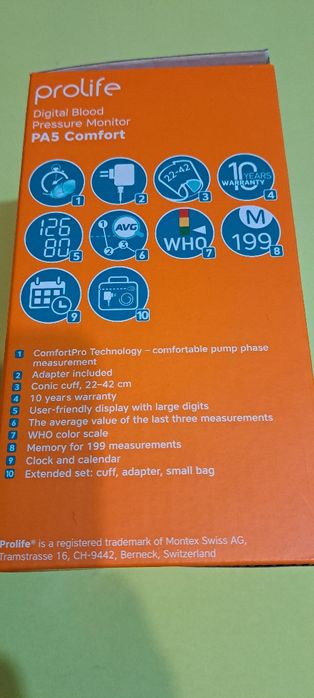 prolife
Digital Blood
Pressure Monitor
PA5 Comfort
1
2
22-42
3
10 YEARS
WARRANTY
4
126
80
5
1
2
3
AVG
6
WHO
7
M
199
8
9
10
1 ComfortPro Technology – comfortable pump phase
measurement
2 Adapter included
3 Conic cuff, 22–42 cm
4 10 years warranty
5 User-friendly display with large digits
6 The average value of the last three measurements
7 WHO color scale
8 Memory for 199 measurements
9 Clock and calendar
10 Extended set: cuff, adapter, small bag
Prolife® is a registered trademark of Montex Swiss AG,
Tramstrasse 16, CH-9442, Berneck, Switzerland